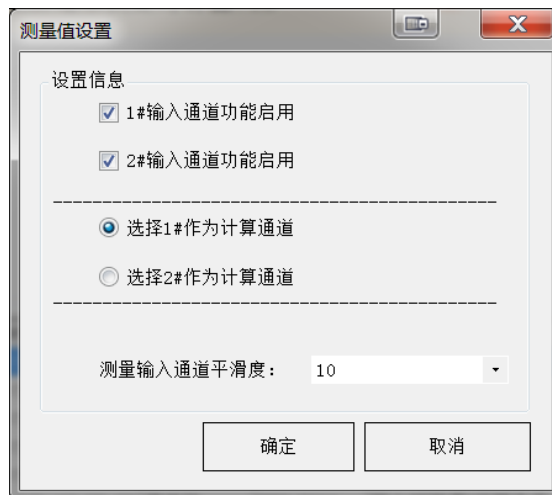 测量值设置
设置信息
1#输入通道功能启用
2#输入通道功能启用
选择1#作为计算通道
选择2#作为计算通道
测量输入通道平滑度: 10
确定 取消